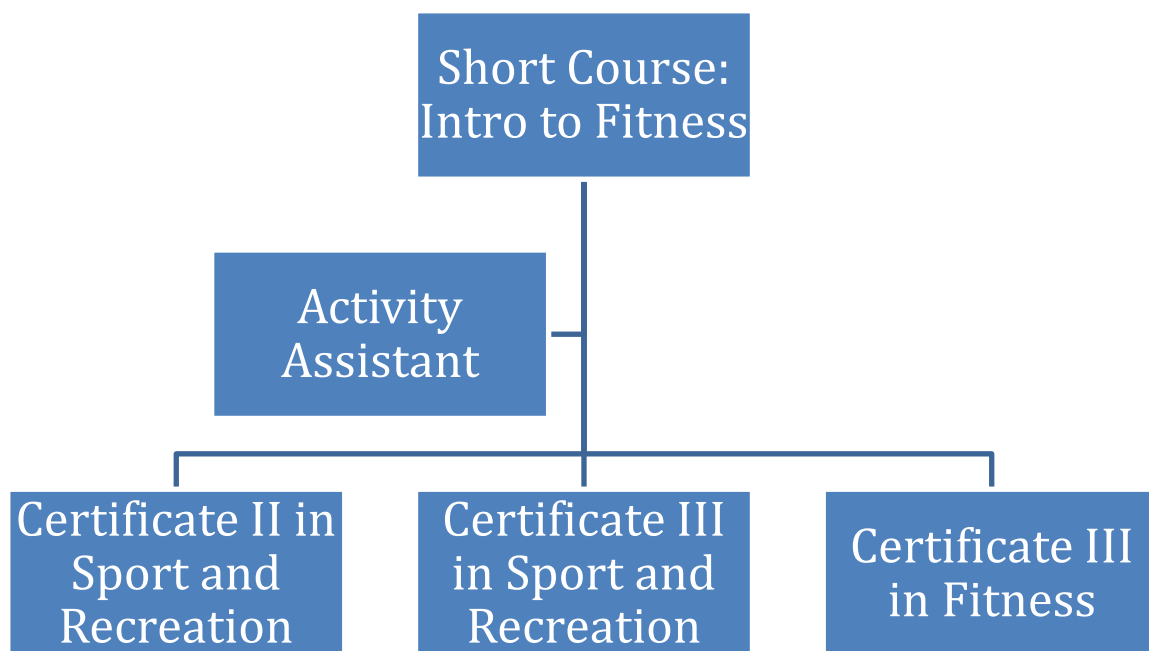 Short Course:
Intro to Fitness
Activity
Assistant
Certificate II in
Sport and
Recreation
Certificate III
in Sport and
Recreation
Certificate III
in Fitness